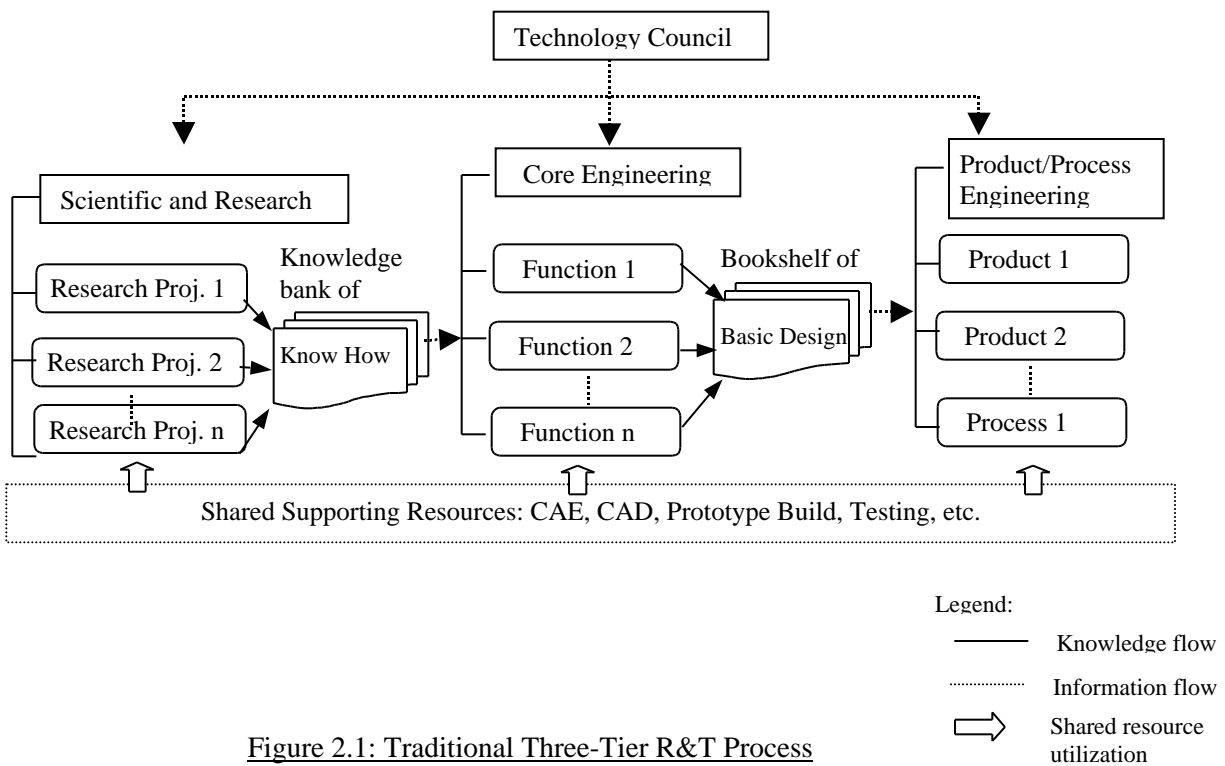 Technology Council
Scientific and Research
Research Proj. 1
Research Proj. 2
Research Proj. n
Knowledge
bank of
Know How
Core Engineering
Function 1
Function 2
Function n
Bookshelf of
Basic Design
Product/Process
Engineering
Product 1
Product 2
Process 1
Shared Supporting Resources: CAE, CAD, Prototype Build, Testing, etc.
Legend:
Knowledge flow
Information flow
Shared resource
utilization
Figure 2.1: Traditional Three-Tier R&T Process